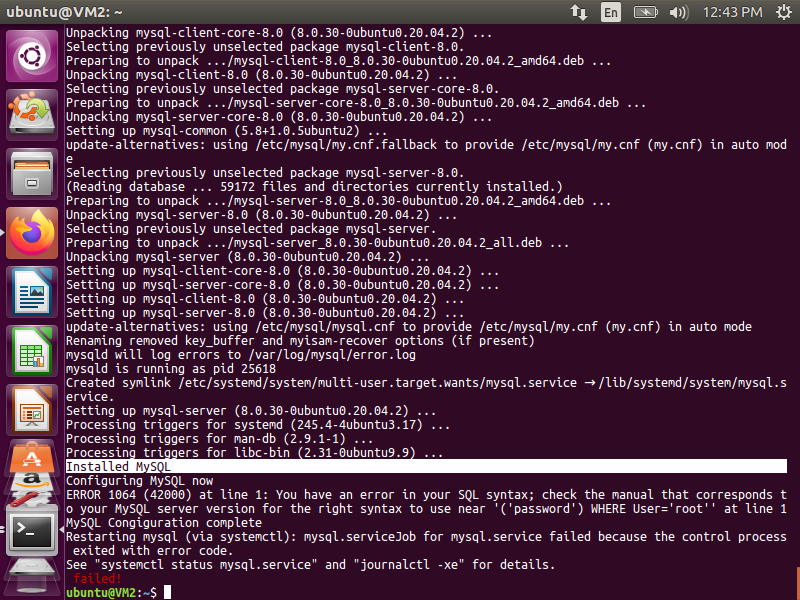 ubuntu@VM2: ~
En
12:43 PM
Unpacking mysql-client-core-8.0 (8.0.30-0ubuntu0.20.04.2) ...
Selecting previously unselected package mysql-client-8.0.
Preparing to unpack .../mysql-client-8.0_8.0.30-0ubuntu0.20.04.2_amd64.deb ...
Unpacking mysql-client-8.0 (8.0.30-0ubuntu0.20.04.2) ...
Selecting previously unselected package mysql-server-core-8.0.
Preparing to unpack .../mysql-server-core-8.0_8.0.30-0ubuntu0.20.04.2_amd64.deb ...
Unpacking mysql-server-core-8.0 (8.0.30-0ubuntu0.20.04.2) ...
Setting up mysql-common (5.8+1.0.5ubuntu2) ...
update-alternatives: using /etc/mysql/my.cnf.fallback to provide /etc/mysql/my.cnf (my.cnf) in auto mod
e
Selecting previously unselected package mysql-server-8.0.
(Reading database ... 59172 files and directories currently installed.)
Preparing to unpack .../mysql-server-8.0_8.0.30-0ubuntu0.20.04.2_amd64.deb ...
Unpacking mysql-server-8.0 (8.0.30-0ubuntu0.20.04.2) ...
Selecting previously unselected package mysql-server.
Preparing to unpack .../mysql-server_8.0.30-0ubuntu0.20.04.2_all.deb ...
Unpacking mysql-server (8.0.30-0ubuntu0.20.04.2) ...
Setting up mysql-client-core-8.0 (8.0.30-0ubuntu0.20.04.2) ...
Setting up mysql-server-core-8.0 (8.0.30-0ubuntu0.20.04.2) ...
Setting up mysql-client-8.0 (8.0.30-0ubuntu0.20.04.2) ...
Setting up mysql-server-8.0 (8.0.30-0ubuntu0.20.04.2) ...
update-alternatives: using /etc/mysql/mysql.cnf to provide /etc/mysql/my.cnf (my.cnf) in auto mode
Renaming removed key_buffer and myisam-recover options (if present)
mysqld will log errors to /var/log/mysql/error.log
mysqld is running as pid 25618
Created symlink /etc/systemd/system/multi-user.target.wants/mysql.service → /lib/systemd/system/mysql.s
ervice.
Setting up mysql-server (8.0.30-0ubuntu0.20.04.2) ...
Processing triggers for systemd (245.4-4ubuntu3.17) ...
Processing triggers for man-db (2.9.1-1) ...
Processing triggers for libc-bin (2.31-0ubuntu9.9) ...
Installed MySQL
Configuring MySQL now
ERROR 1064 (42000) at line 1: You have an error in your SQL syntax; check the manual that corresponds t
o your MySQL server version for the right syntax to use near '('password') WHERE User='root'' at line 1
MySQL Congiguration complete
Restarting mysql (via systemctl): mysql.serviceJob for mysql.service failed because the control process
exited with error code.
See "systemctl status mysql.service" and "journalctl -xe" for details.
failed!
ubuntu@VM2:~$